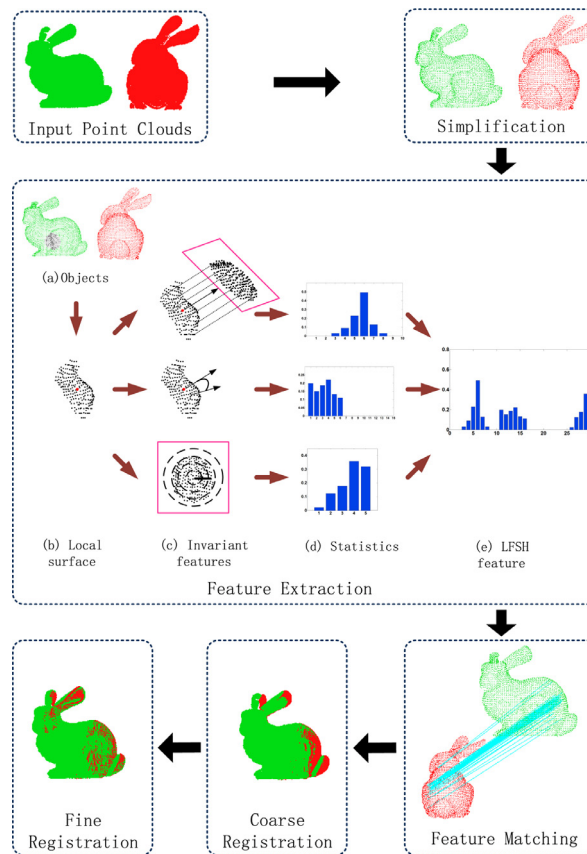 Input Point Clouds
Simplification
(a)Objects
(b) Local
surface
(c) Invariant
features
(d) Statistics
(e) LFSH
feature
Feature Extraction
Fine
Registration
Coarse
Registration
Feature Matching